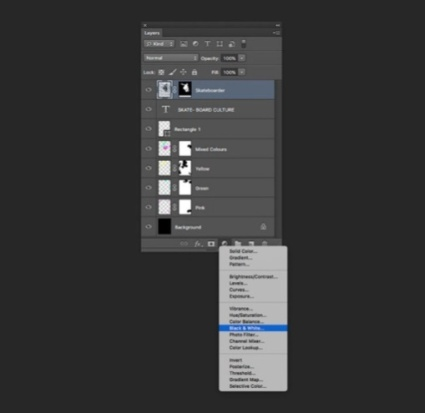 Layers
Kind
Normal
Opacity: 100%
Lock:
Fill: 100%
Skateboarder
SKATE- BOARD CULTURE
Rectangle 1
Mixed Colours
Yellow
Green
Pink
Background
fx
Solid Color...
Gradient...
Pattern...
Brightness/Contrast...
Levels...
Curves...
Exposure...
Vibrance...
Hue/Saturation...
Color Balance...
Black & White...
Photo Filter...
Channel Mixer...
Color Lookup...
Invert
Posterize...
Threshold...
Gradient Map...
Selective Color...